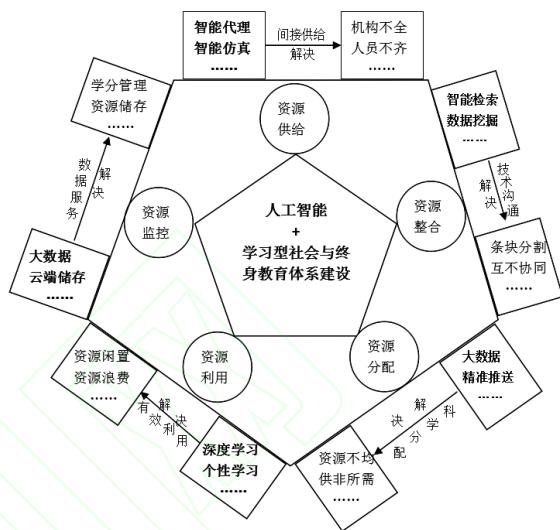 智能代理
智能仿真
……
间接供给
解决
机构不全
人员不齐
……
学分管理
资源储存
……
智能检索
数据挖掘
……
资源
供给
数据服务
解决
技术沟通
解决
资源
监控
资源
整合
人工智能
+
学习型社会与终
身教育体系建设
大数据
云端储存
……
条块分割
互不协同
……
资源闲置
资源浪费
……
资源
利用
资源
分配
大数据
精准推送
……
有效利用
解决
解决
科学分配
深度学习
个性学习
……
资源不均
供非所需
……